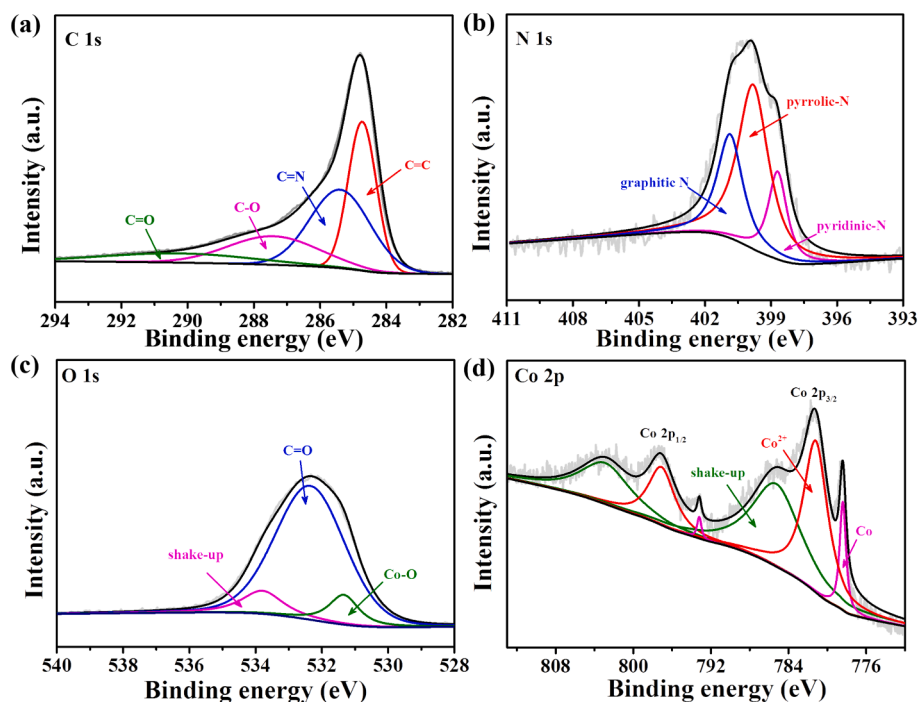 (a)
C 1s
C=O
C-O
C=N
C=C
Intensity (a.u.)
294 292 290 288 286 284 282
Binding energy (eV)
(b)
N 1s
pyrrolic-N
graphitic N
pyridinic-N
Intensity (a.u.)
411 408 405 402 399 396 393
Binding energy (eV)
(c)
O 1s
C=O
shake-up
Co-O
Intensity (a.u.)
540 538 536 534 532 530 528
Binding energy (eV)
(d)
Co 2p
Co 2p₃/₂
Co 2p₁/₂
Co²⁺
shake-up
Co
Intensity (a.u.)
808 800 792 784 776
Binding energy (eV)